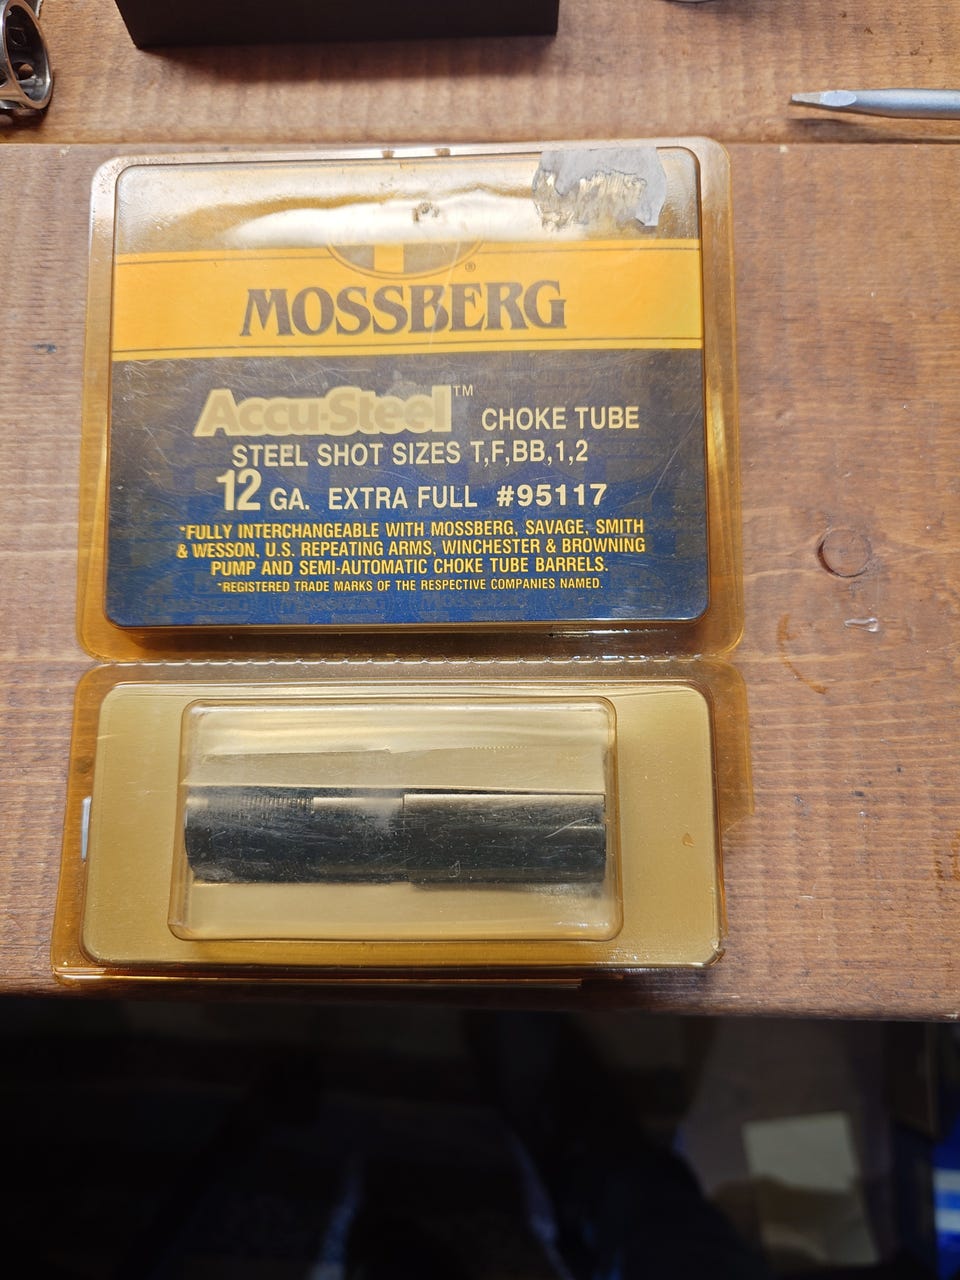 ®
MOSSBERG
Accu-Steel™ CHOKE TUBE
STEEL SHOT SIZES T,F,BB,1,2
12 GA. EXTRA FULL #95117
*FULLY INTERCHANGEABLE WITH MOSSBERG, SAVAGE, SMITH
& WESSON, U.S. REPEATING ARMS, WINCHESTER & BROWNING
PUMP AND SEMI-AUTOMATIC CHOKE TUBE BARRELS.
*REGISTERED TRADE MARKS OF THE RESPECTIVE COMPANIES NAMED.